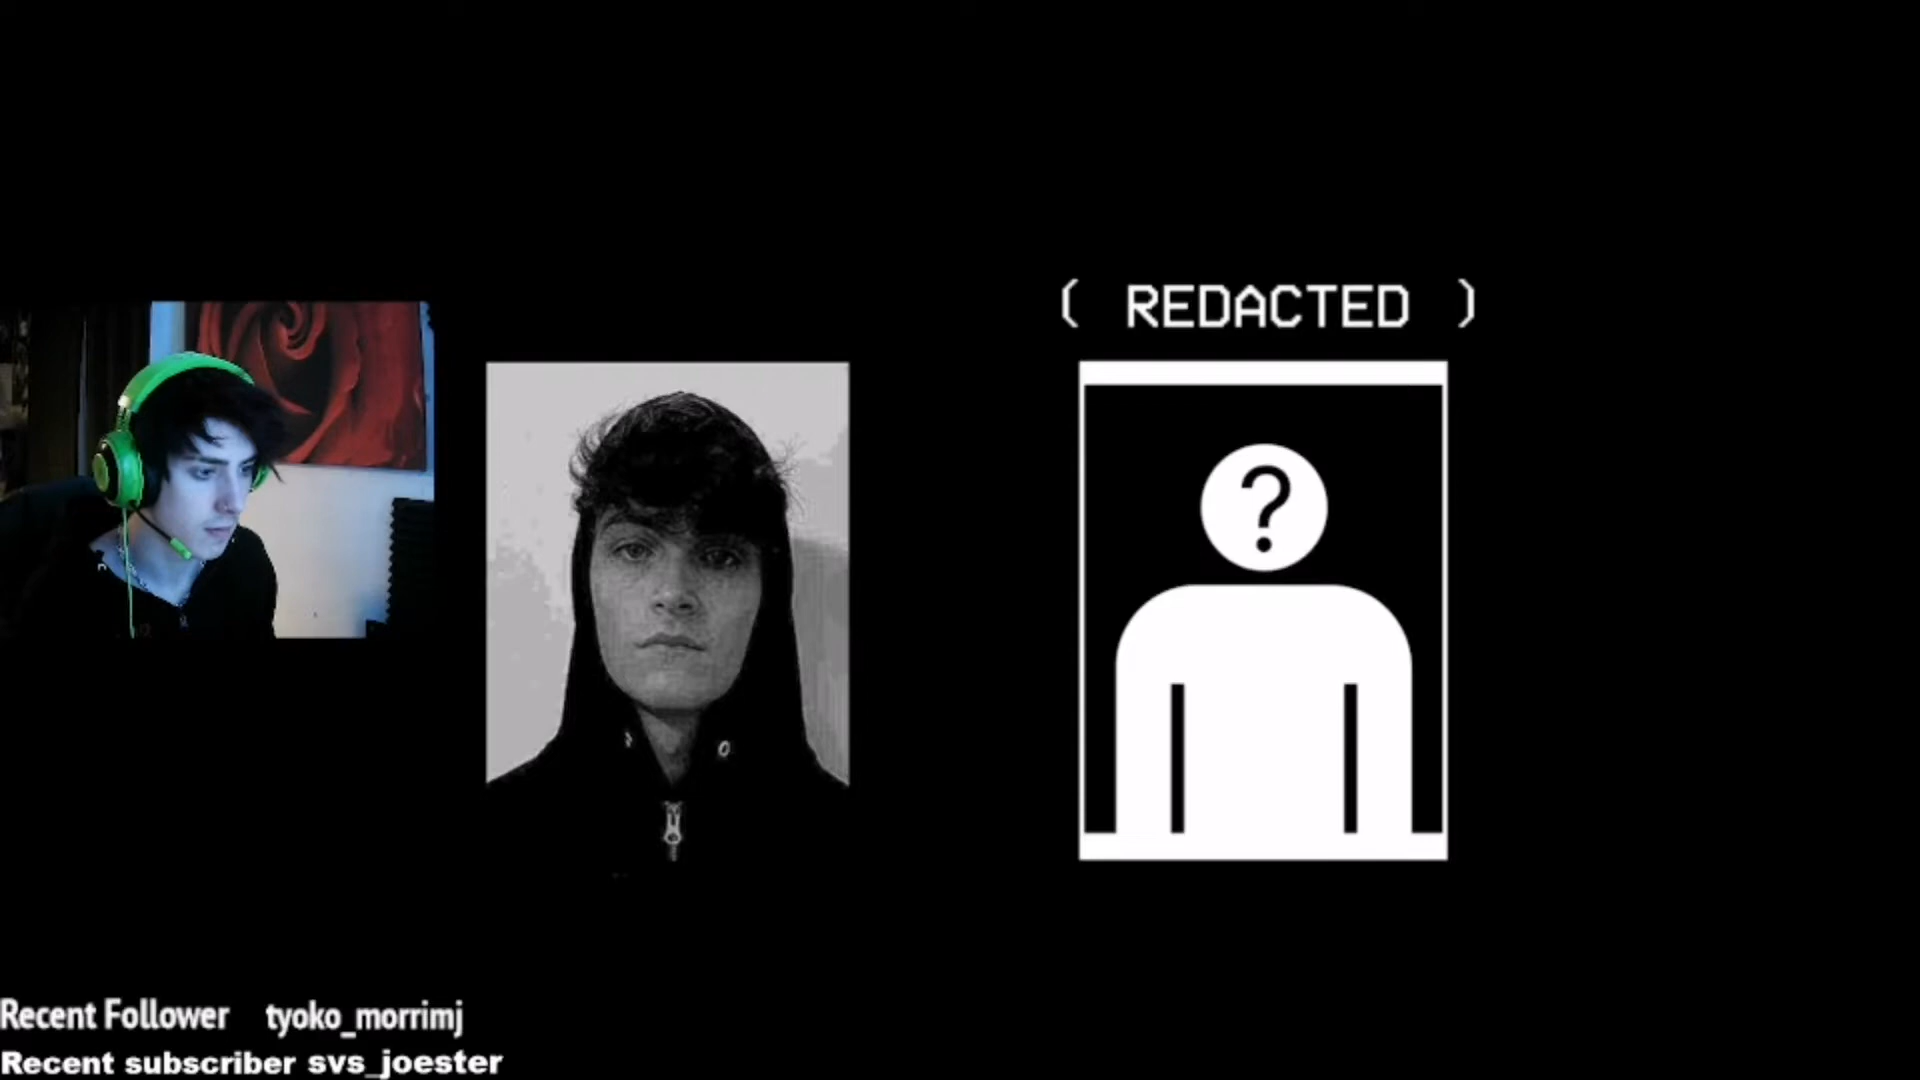 ( REDACTED )
?
Recent Follower tyoko_morrimj
Recent subscriber svs_joester